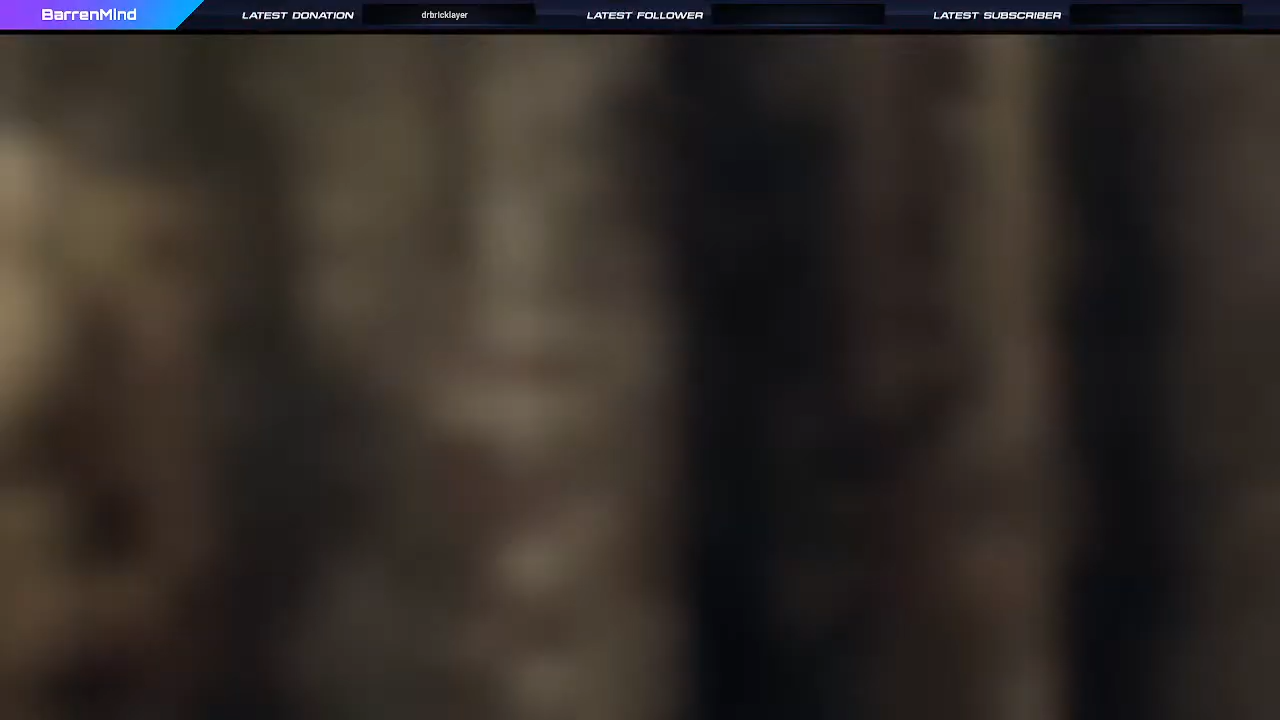 BarrenMind
LATEST DONATION
drbricklayer
LATEST FOLLOWER
LATEST SUBSCRIBER